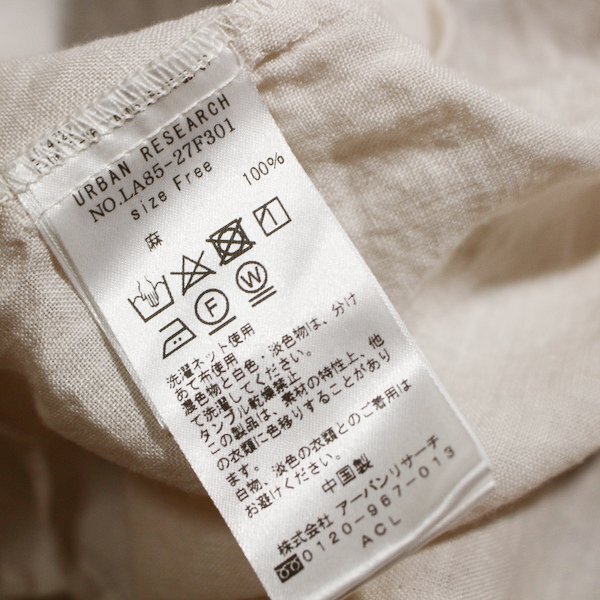 URBAN RESEARCH
NO.LA85-27F301
size Free
麻 100%
F W
洗濯ネット使用
あて布使用
濃色物と白色・淡色物は、分け
て洗濯してください。
タンブル乾燥禁止
この製品は、素材の特性上、他
の衣類に色移りすることがあり
ます。
白物、淡色の衣類とのご着用は
お避けください。
中国製
株式会社 アーバンリサーチ
0120-967-013
ACL